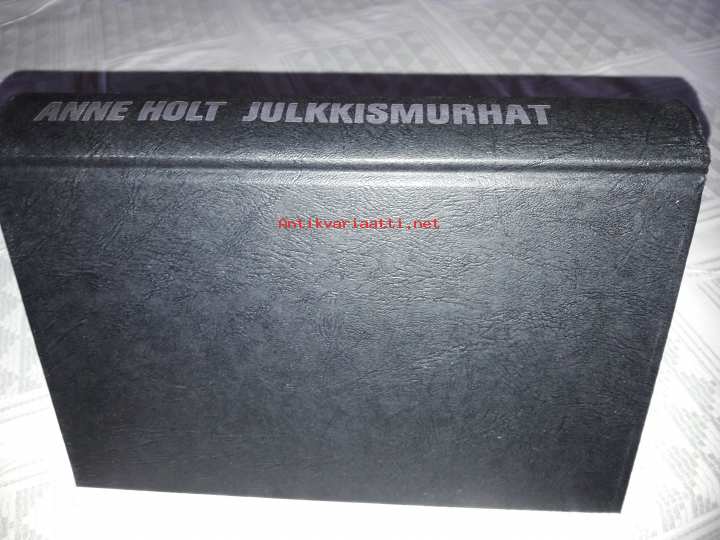 ANNE HOLT JULKKISMURHAT
Antikvariaatti.net